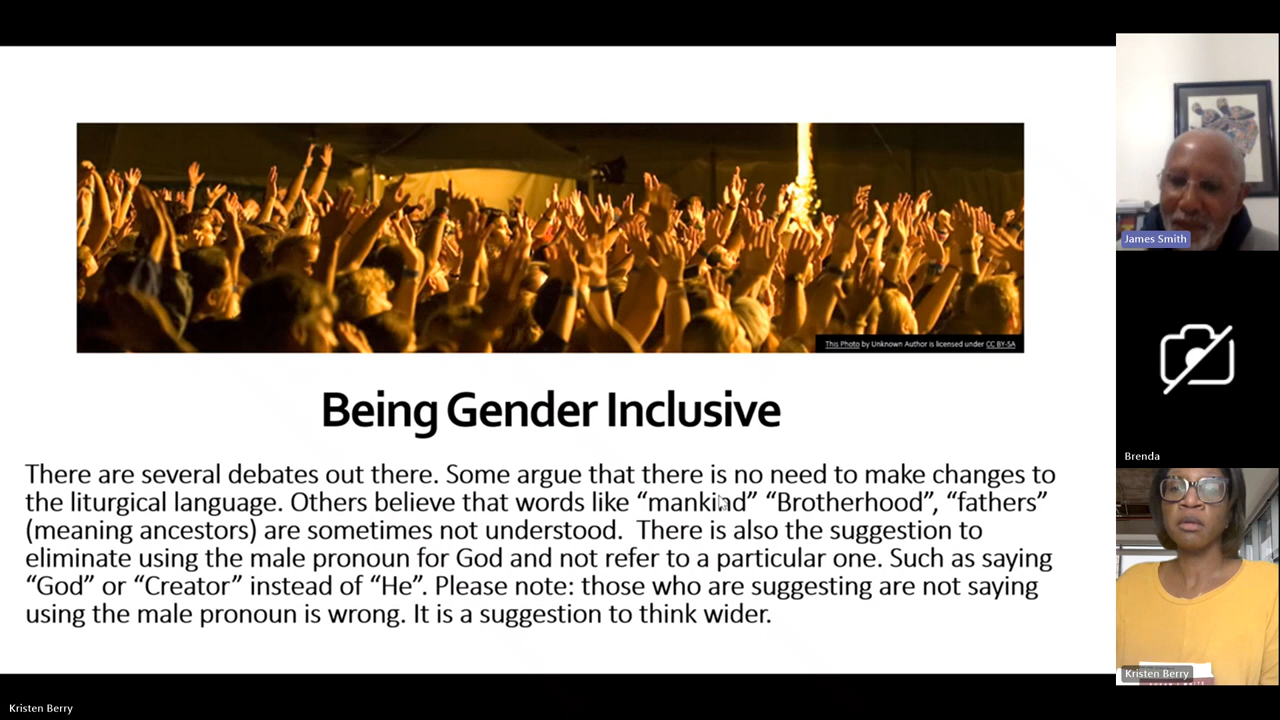 This Photo by Unknown Author is licensed under CC BY-SA
Being Gender Inclusive
There are several debates out there. Some argue that there is no need to make changes to
the liturgical language. Others believe that words like “mankind” “Brotherhood”, “fathers”
(meaning ancestors) are sometimes not understood.  There is also the suggestion to
eliminate using the male pronoun for God and not refer to a particular one. Such as saying
“God” or “Creator” instead of “He”. Please note: those who are suggesting are not saying
using the male pronoun is wrong. It is a suggestion to think wider.
James Smith
Brenda
Kristen Berry
Kristen Berry